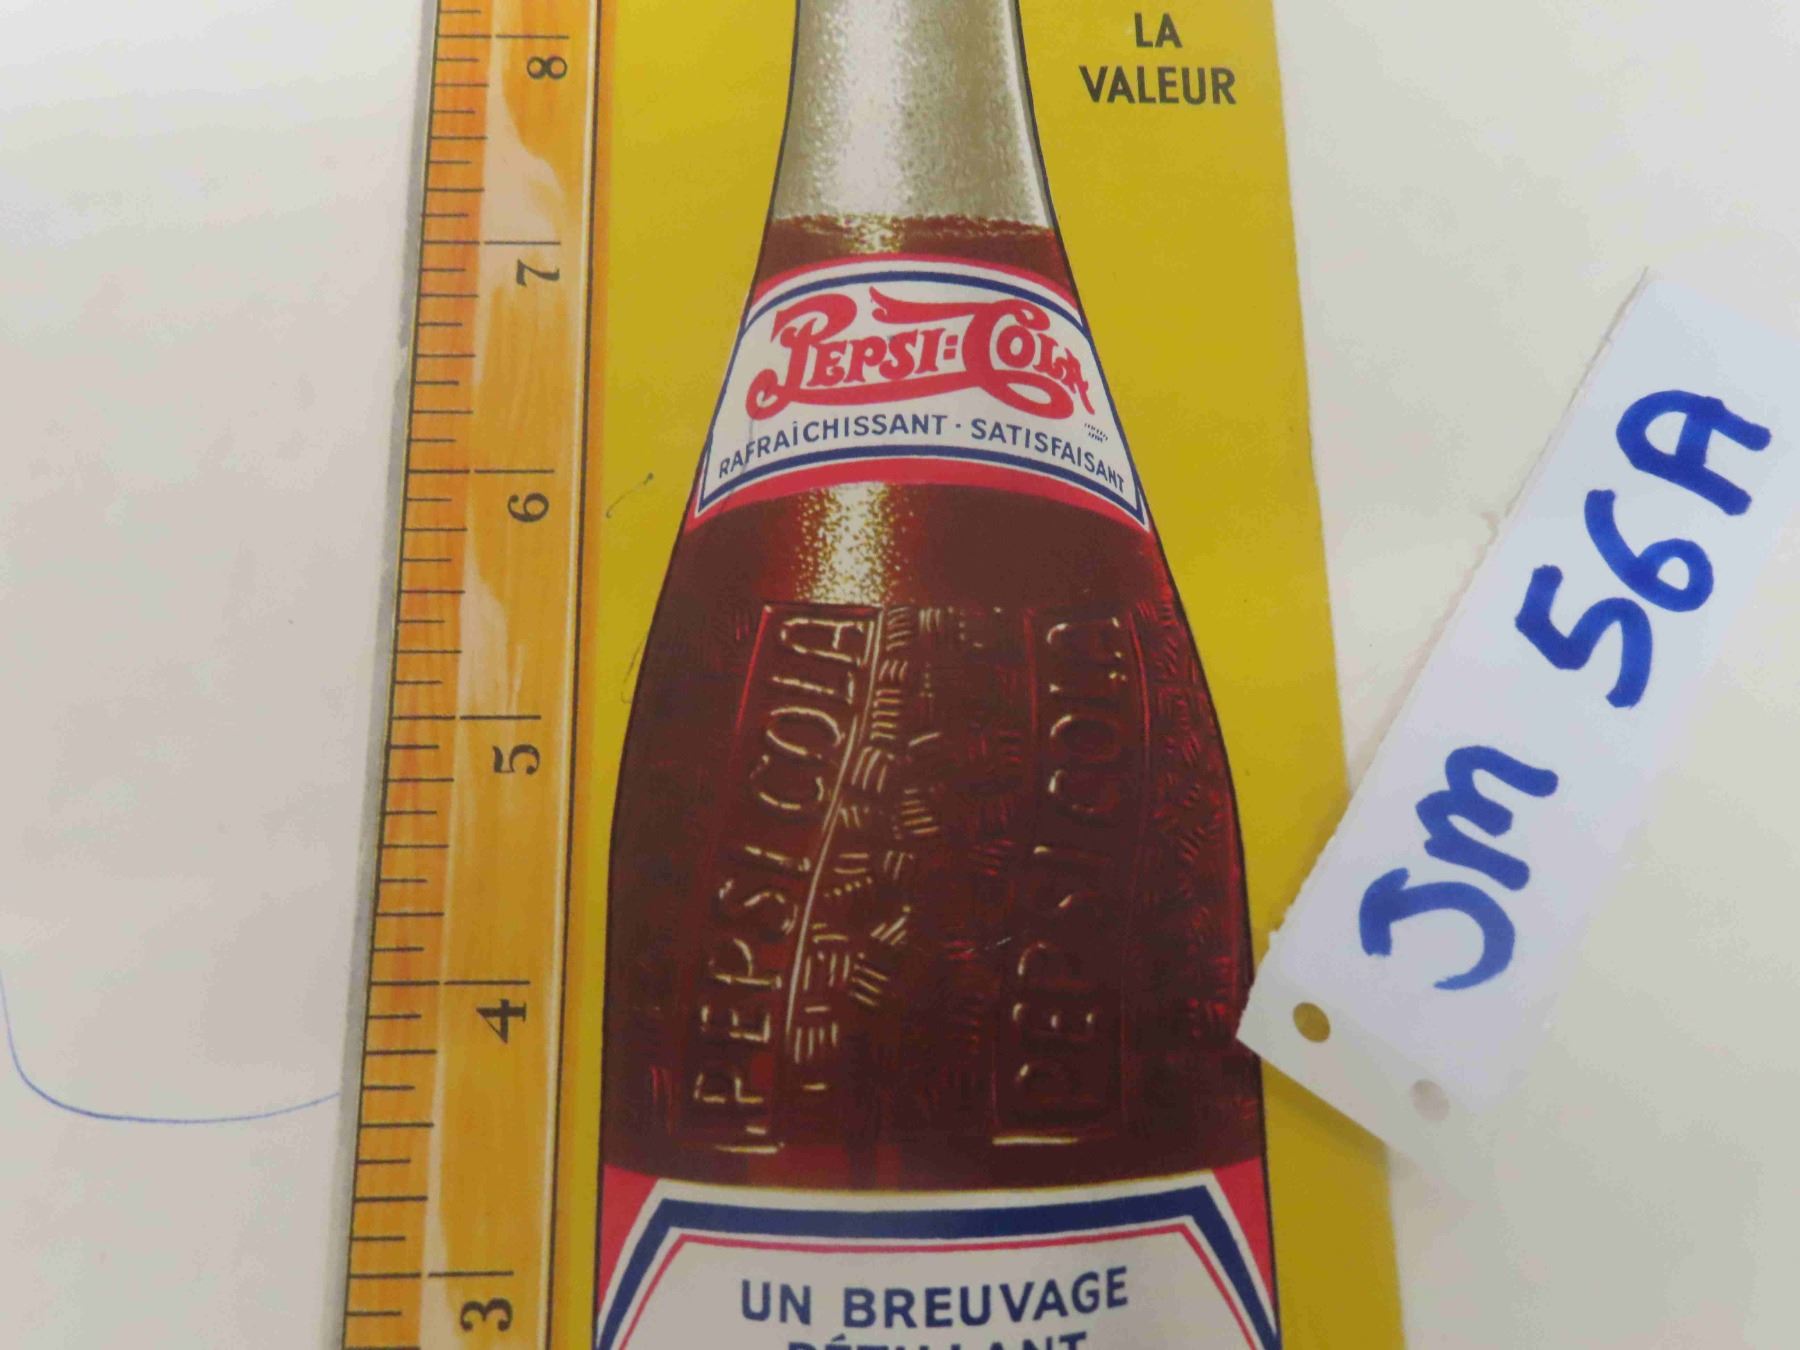 LA
VALEUR
8
7
6
5
4
3
PEPSI=COLA
RAFRAÎCHISSANT · SATISFAISANT
PEPSI COLA
PEPSI COLA
UN BREUVAGE
PÉTILLANT
JM 56A